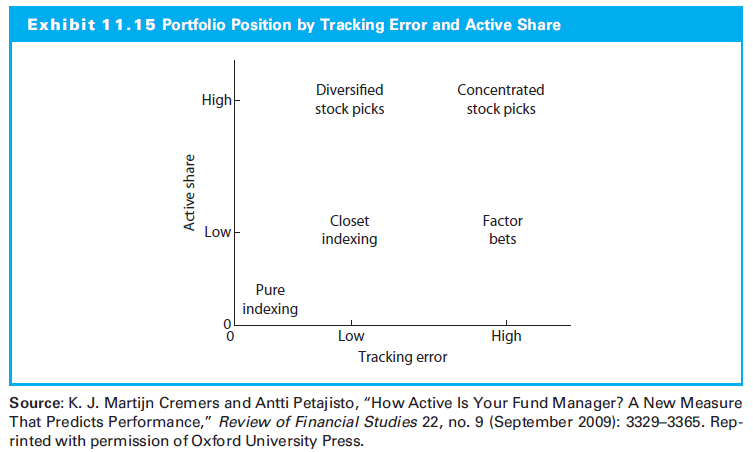 Exhibit 11.15 Portfolio Position by Tracking Error and Active Share
Active share
High
Diversified
stock picks
Concentrated
stock picks
Low
Closet
indexing
Factor
bets
Pure
indexing
0
0
Low
High
Tracking error
Source: K. J. Martijn Cremers and Antti Petajisto, “How Active Is Your Fund Manager? A New Measure
That Predicts Performance,” Review of Financial Studies 22, no. 9 (September 2009): 3329–3365. Rep-
rinted with permission of Oxford University Press.